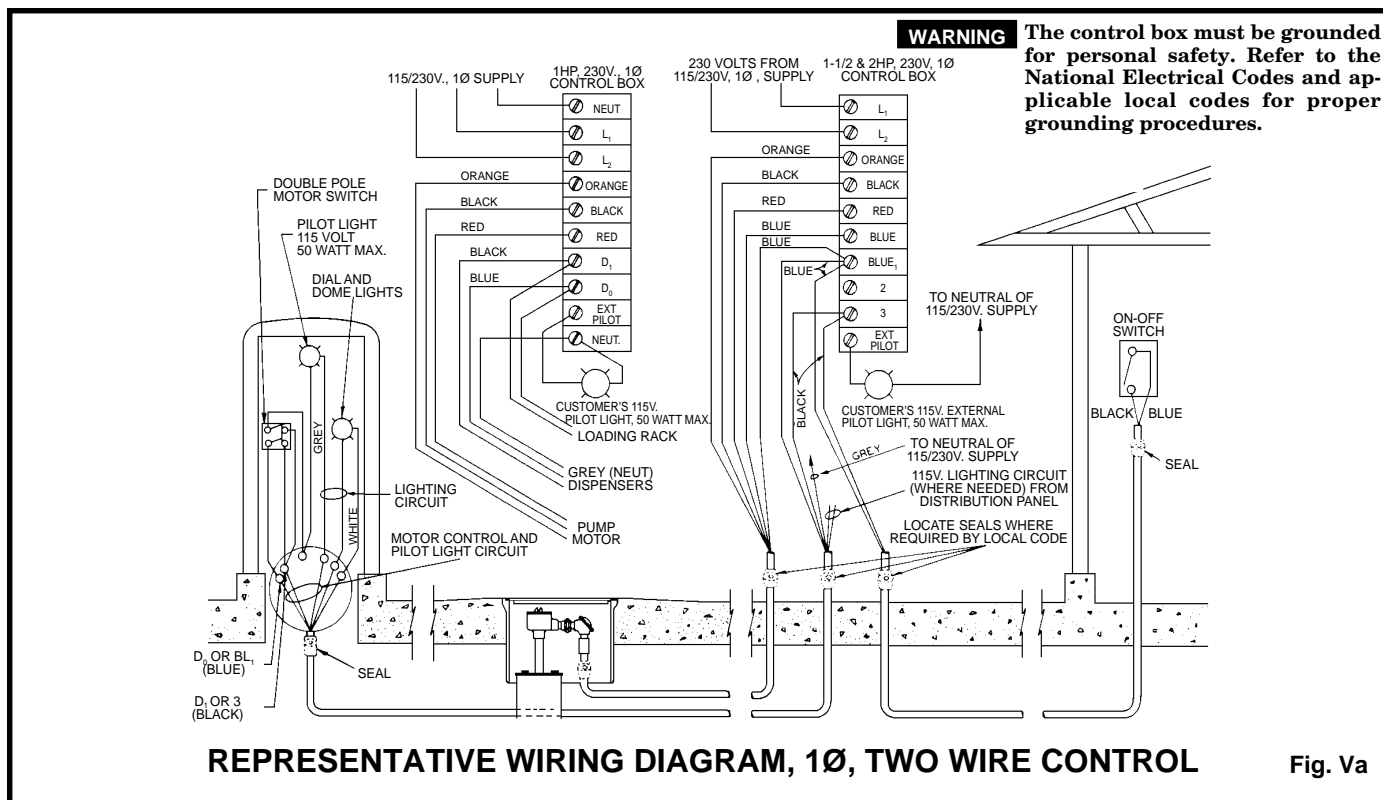 WARNING
The control box must be grounded
for personal safety. Refer to the
National Electrical Codes and ap-
plicable local codes for proper
grounding procedures.
115/230V., 1Ø SUPPLY
1HP, 230V., 1Ø
CONTROL BOX
NEUT
L₁
L₂
ORANGE
BLACK
RED
D₁
D₀
EXT
PILOT
NEUT.
ORANGE
BLACK
RED
BLACK
BLUE
CUSTOMER'S 115V.
PILOT LIGHT, 50 WATT MAX.
LOADING RACK
GREY (NEUT)
DISPENSERS
PUMP
MOTOR
230 VOLTS FROM
115/230V, 1Ø , SUPPLY
1-1/2 & 2HP, 230V, 1Ø
CONTROL BOX
L₁
L₂
ORANGE
BLACK
RED
BLUE
BLUE₁
2
3
EXT
PILOT
ORANGE
BLACK
RED
BLUE
BLUE
BLUE
BLACK
TO NEUTRAL OF
115/230V. SUPPLY
CUSTOMER'S 115V. EXTERNAL
PILOT LIGHT, 50 WATT MAX.
GREY
TO NEUTRAL OF
115/230V. SUPPLY
115V. LIGHTING CIRCUIT
(WHERE NEEDED) FROM
DISTRIBUTION PANEL
LOCATE SEALS WHERE
REQUIRED BY LOCAL CODE
ON-OFF
SWITCH
BLACK
BLUE
SEAL
DOUBLE POLE
MOTOR SWITCH
PILOT LIGHT
115 VOLT
50 WATT MAX.
DIAL AND
DOME LIGHTS
GREY
WHITE
LIGHTING
CIRCUIT
MOTOR CONTROL AND
PILOT LIGHT CIRCUIT
D₀ OR BL₁
(BLUE)
D₁ OR 3
(BLACK)
SEAL
REPRESENTATIVE WIRING DIAGRAM, 1Ø, TWO WIRE CONTROL
Fig. Va